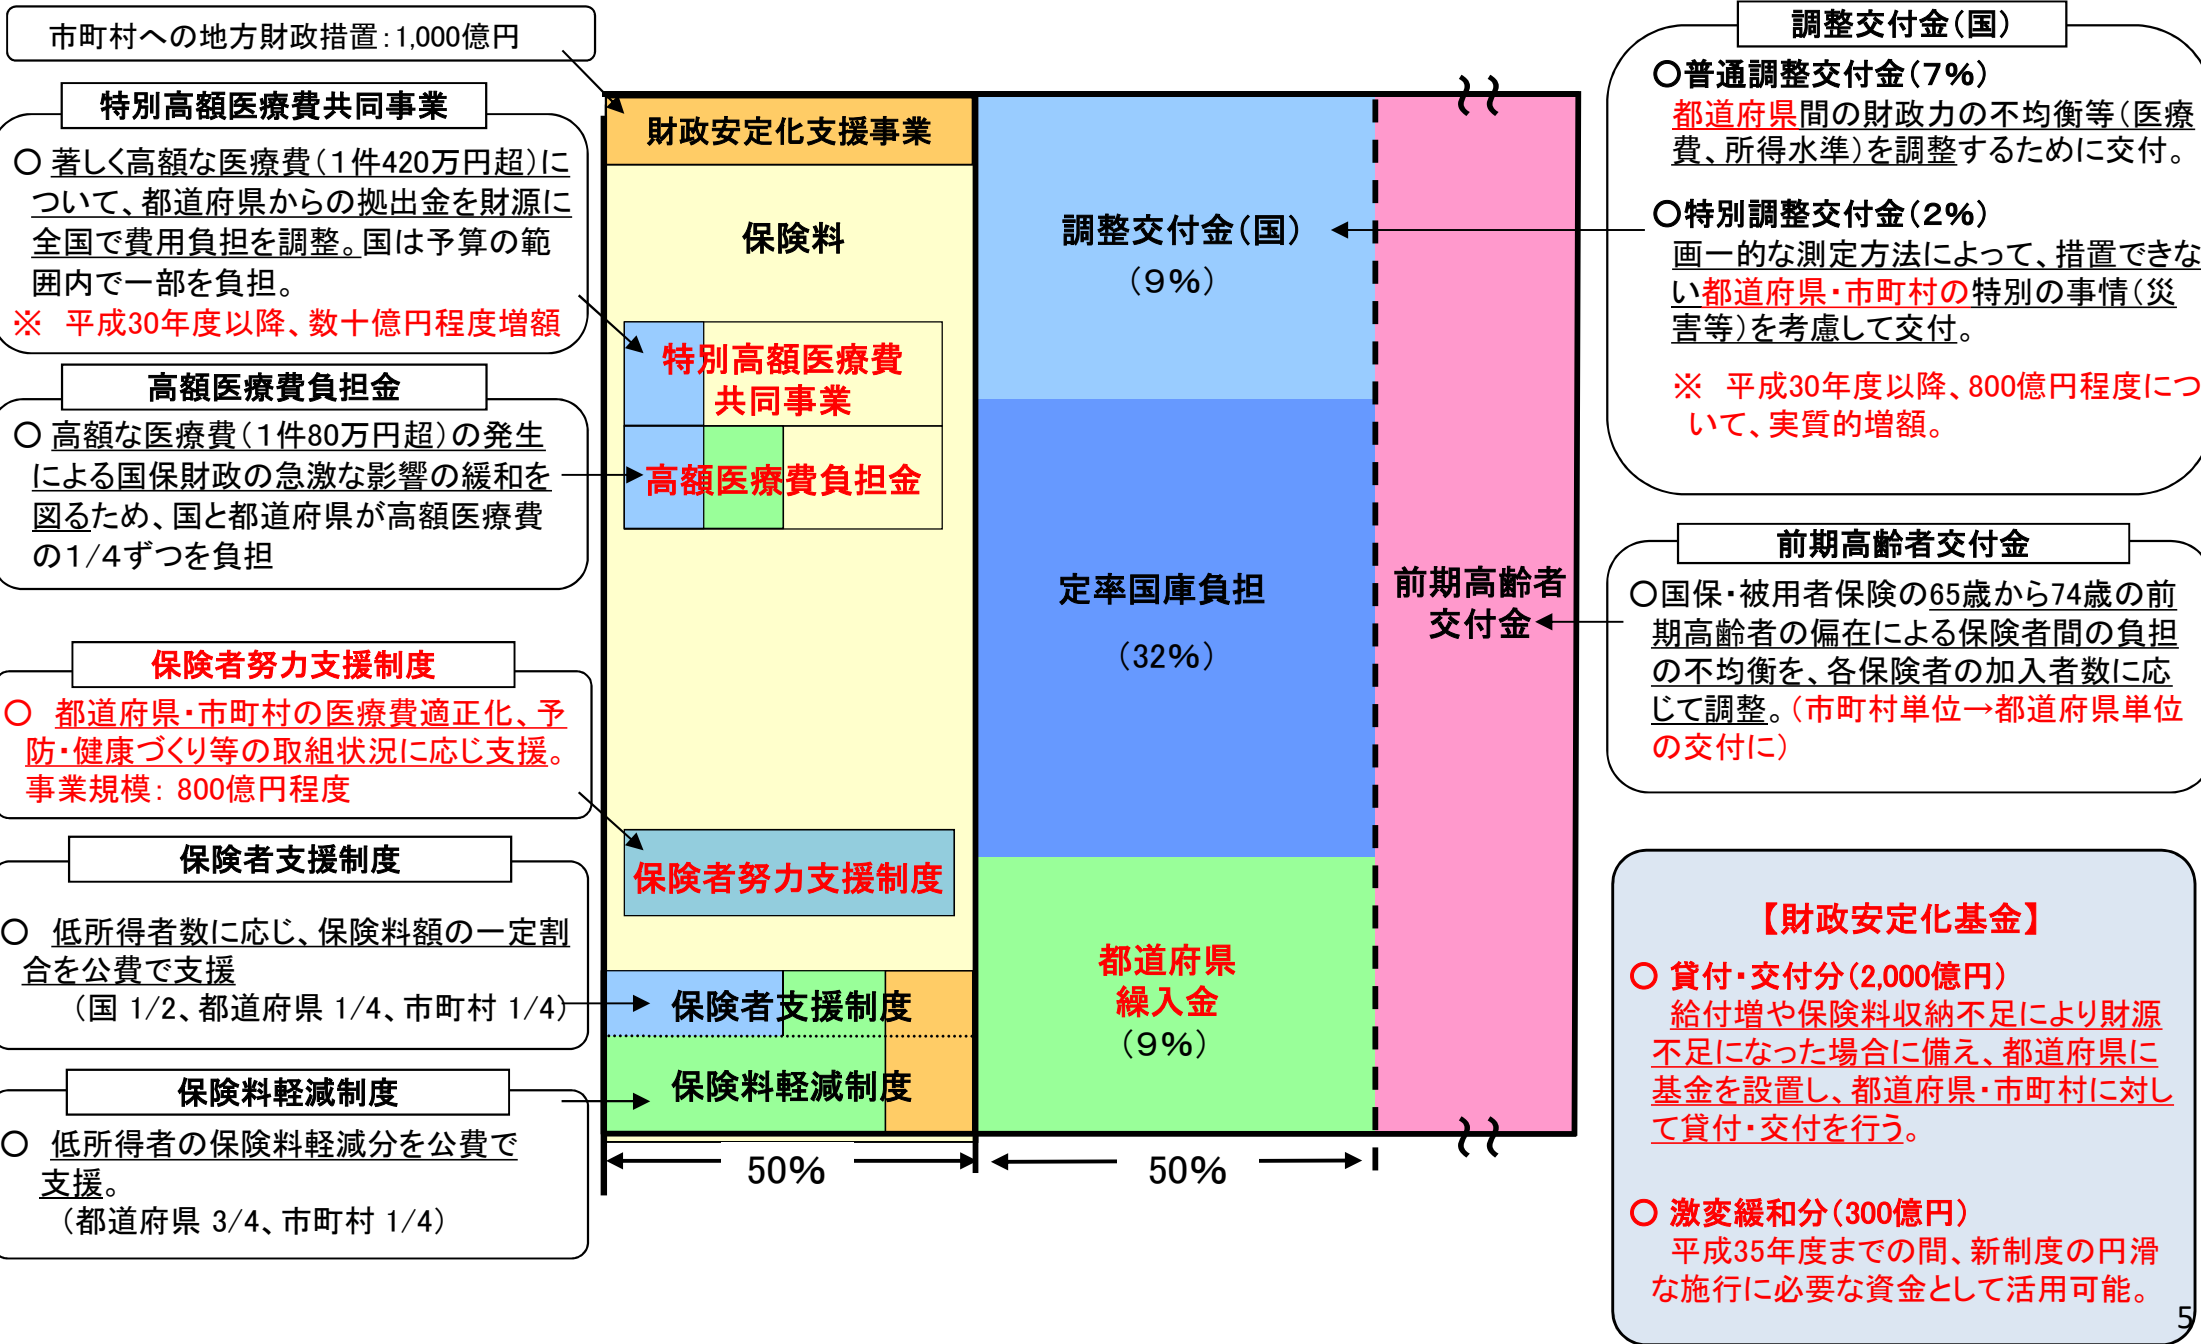 市町村への地方財政措置：1,000億円
特別高額医療費共同事業
○ 著しく高額な医療費（１件420万円超）に
ついて、都道府県からの拠出金を財源に
全国で費用負担を調整。国は予算の範
囲内で一部を負担。
※　平成30年度以降、数十億円程度増額
高額医療費負担金
○ 高額な医療費（１件80万円超）の発生
による国保財政の急激な影響の緩和を
図るため、国と都道府県が高額医療費
の１/４ずつを負担
保険者努力支援制度
○　都道府県・市町村の医療費適正化、予
防・健康づくり等の取組状況に応じ支援。
事業規模： 800億円程度
保険者支援制度
○　低所得者数に応じ、保険料額の一定割
合を公費で支援
（国 1/2、都道府県 1/4、市町村 1/4）
保険料軽減制度
○　低所得者の保険料軽減分を公費で
支援。
（都道府県 3/4、市町村 1/4）
財政安定化支援事業
保険料
特別高額医療費
共同事業
高額医療費負担金
保険者努力支援制度
保険者支援制度
保険料軽減制度
50%
調整交付金（国）
（９%）
定率国庫負担
（32%）
都道府県
繰入金
（９%）
50%
前期高齢者
交付金
調整交付金（国）
○普通調整交付金（７%）
都道府県間の財政力の不均衡等（医療
費、所得水準）を調整するために交付。
○特別調整交付金（２%）
画一的な測定方法によって、措置できな
い都道府県・市町村の特別の事情（災
害等）を考慮して交付。
※　平成30年度以降、800億円程度につ
いて、実質的増額。
前期高齢者交付金
○国保・被用者保険の65歳から74歳の前
期高齢者の偏在による保険者間の負担
の不均衡を、各保険者の加入者数に応
じて調整。（市町村単位→都道府県単位
の交付に）
【財政安定化基金】
○ 貸付・交付分（2,000億円）
給付増や保険料収納不足により財源
不足になった場合に備え、都道府県に
基金を設置し、都道府県・市町村に対し
て貸付・交付を行う。
○ 激変緩和分（300億円）
平成35年度までの間、新制度の円滑
な施行に必要な資金として活用可能。
5